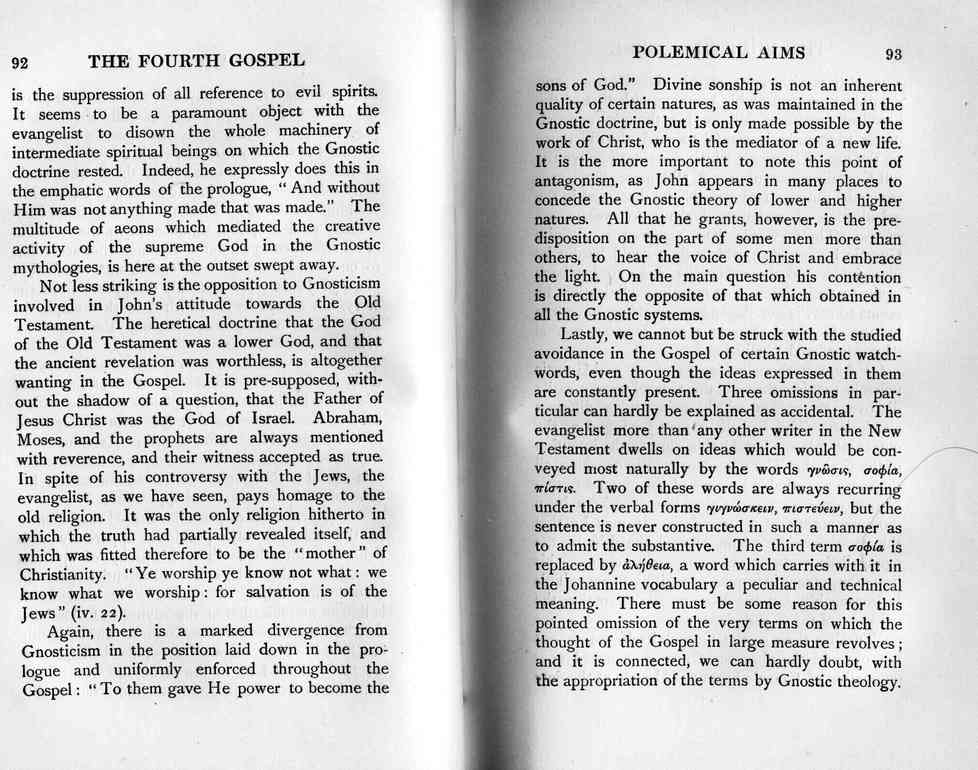 92 THE FOURTH GOSPEL
is the suppression of all reference to evil spirits.
It seems to be a paramount object with the
evangelist to disown the whole machinery of
intermediate spiritual beings on which the Gnostic
doctrine rested. Indeed, he expressly does this in
the emphatic words of the prologue, “ And without
Him was not anything made that was made.” The
multitude of aeons which mediated the creative
activity of the supreme God in the Gnostic
mythologies, is here at the outset swept away.
Not less striking is the opposition to Gnosticism
involved in John's attitude towards the Old
Testament. The heretical doctrine that the God
of the Old Testament was a lower God, and that
the ancient revelation was worthless, is altogether
wanting in the Gospel. It is pre-supposed, with-
out the shadow of a question, that the Father of
Jesus Christ was the God of Israel. Abraham,
Moses, and the prophets are always mentioned
with reverence, and their witness accepted as true.
In spite of his controversy with the Jews, the
evangelist, as we have seen, pays homage to the
old religion. It was the only religion hitherto in
which the truth had partially revealed itself, and
which was fitted therefore to be the “mother” of
Christianity. “Ye worship ye know not what : we
know what we worship : for salvation is of the
Jews” (iv. 22).
Again, there is a marked divergence from
Gnosticism in the position laid down in the pro-
logue and uniformly enforced throughout the
Gospel : “To them gave He power to become the
POLEMICAL AIMS 93
sons of God.” Divine sonship is not an inherent
quality of certain natures, as was maintained in the
Gnostic doctrine, but is only made possible by the
work of Christ, who is the mediator of a new life.
It is the more important to note this point of
antagonism, as John appears in many places to
concede the Gnostic theory of lower and higher
natures. All that he grants, however, is the pre-
disposition on the part of some men more than
others, to hear the voice of Christ and embrace
the light. On the main question his contention
is directly the opposite of that which obtained in
all the Gnostic systems.
Lastly, we cannot but be struck with the studied
avoidance in the Gospel of certain Gnostic watch-
words, even though the ideas expressed in them
are constantly present. Three omissions in par-
ticular can hardly be explained as accidental. The
evangelist more than any other writer in the New
Testament dwells on ideas which would be con-
veyed most naturally by the words γνῶσις, σοφία,
πίστις. Two of these words are always recurring
under the verbal forms γιγνώσκειν, πιστεύειν, but the
sentence is never constructed in such a manner as
to admit the substantive. The third term σοφία is
replaced by ἀλήθεια, a word which carries with it in
the Johannine vocabulary a peculiar and technical
meaning. There must be some reason for this
pointed omission of the very terms on which the
thought of the Gospel in large measure revolves ;
and it is connected, we can hardly doubt, with
the appropriation of the terms by Gnostic theology.